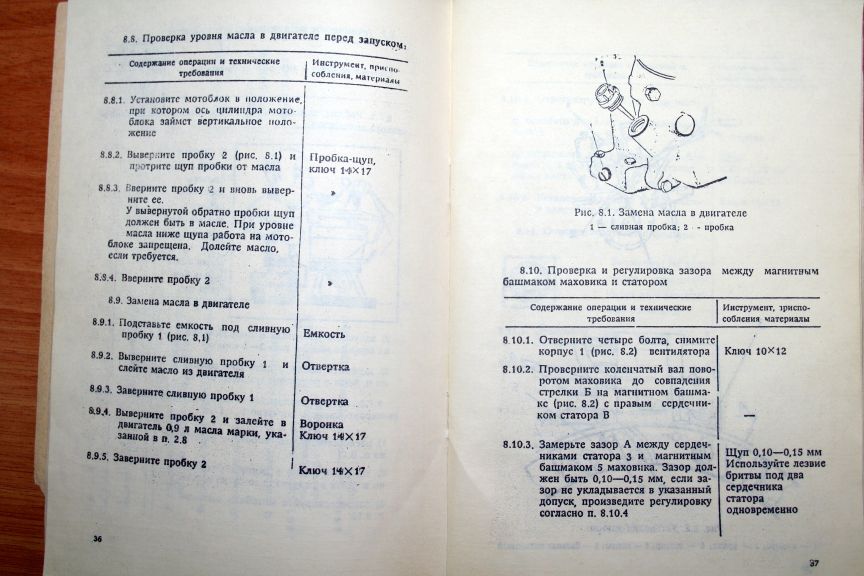 8.8. Проверка уровня масла в двигателе перед запуском:
Содержание операции и технические
требования
Инструмент, приспо-
собления, материалы
8.8.1. Установите мотоблок в положение,
при котором ось цилиндра мото-
блока займет вертикальное поло-
жение
8.8.2. Выверните пробку 2 (рис. 8.1) и
протрите щуп пробки от масла
Пробка-щуп,
ключ 14×17
8.8.3. Вверните пробку 2 и вновь вывер-
ните ее.
»
У вывернутой обратно пробки щуп
должен быть в масле. При уровне
масла ниже щупа работа на мото-
блоке запрещена. Долейте масло,
если требуется.
8.8.4. Вверните пробку 2
»
8.9. Замена масла в двигателе
8.9.1. Подставьте емкость под сливную
пробку 1 (рис. 8.1)
Емкость
8.9.2. Выверните сливную пробку 1 и
слейте масло из двигателя
Отвертка
8.9.3. Заверните сливную пробку 1
Отвертка
8.9.4. Выверните пробку 2 и залейте в
двигатель 0,9 л масла марки, ука-
занной в п. 2.8
Воронка
Ключ 14×17
8.9.5. Заверните пробку 2
Ключ 14×17
36
Рис. 8.1. Замена масла в двигателе
1 — сливная пробка; 2 - пробка
8.10. Проверка и регулировка зазора между магнитным
башмаком маховика и статором
Содержание операции и технические
требования
Инструмент, приспо-
собления материалы
8 10.1. Отверните четыре болта, снимите
корпус 1 (рис. 8.2) вентилятора
Ключ 10×12
8.10.2. Проверните коленчатый вал пово-
ротом маховика до совпадения
стрелки Б на магнитном башма-
ке (рис. 8.2) с правым сердечни-
ком статора В
—
8.10.3. Замерьте зазор А между сердеч-
никами статора 3 и магнитным
башмаком 5 маховика. Зазор дол-
жен быть 0,10—0,15 мм, если за-
зор не укладывается в указанный
допуск, произведите регулировку
согласно п. 8.10.4
Щуп 0,10—0,15 мм
Используйте лезвие
бритвы под два
сердечника
статора
одновременно
37